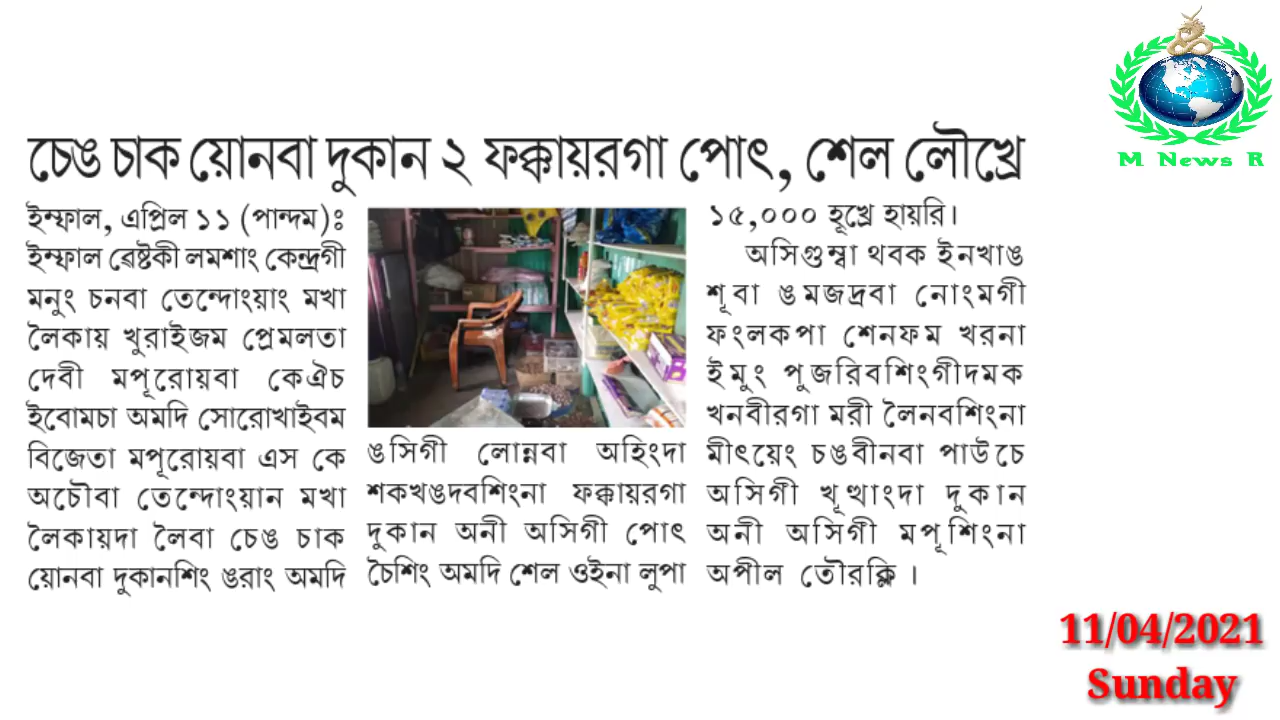 চেঙ চাক য়োনবা দুকান ২ ফক্কায়রগা পোৎ, শেল লৌখ্রে
ইম্ফাল, এপ্রিল ১১ (পান্দম)ঃ
ইম্ফাল ৱেষ্টকী লমশাং কেন্দ্রগী
মনুং চনবা তেন্দোংয়াং মখা
লৈকায় খুরাইজম প্রেমলতা
দেবী মপূরোয়বা কেঐচ
ইবোমচা অমদি সোরোখাইবম
বিজেতা মপূরোয়বা এস কে
অচৌবা তেন্দোংয়ান মখা
লৈকায়দা লৈবা চেঙ চাক
য়োনবা দুকানশিং ঙরাং অমদি
ঙসিগী লোন্নবা অহিংদা
শকখঙদবশিংনা ফক্কায়রগা
দুকান অনী অসিগী পোৎ
চৈশিং অমদি শেল ওইনা লুপা
১৫,০০০ হূখ্রে হায়রি।
অসিগুম্বা থবক ইনখাঙ
শূবা ঙমজদ্রবা নোংমগী
ফংলকপা শেনফম খরনা
ইমুং পুজরিবশিংগীদমক
খনবীরগা মরী লৈনবশিংনা
মীৎয়েং চঙবীনবা পাউচে
অসিগী খূত্থাংদা দুকান
অনী অসিগী মপূশিংনা
অপীল তৌরক্লি।
M News R
11/04/2021
Sunday